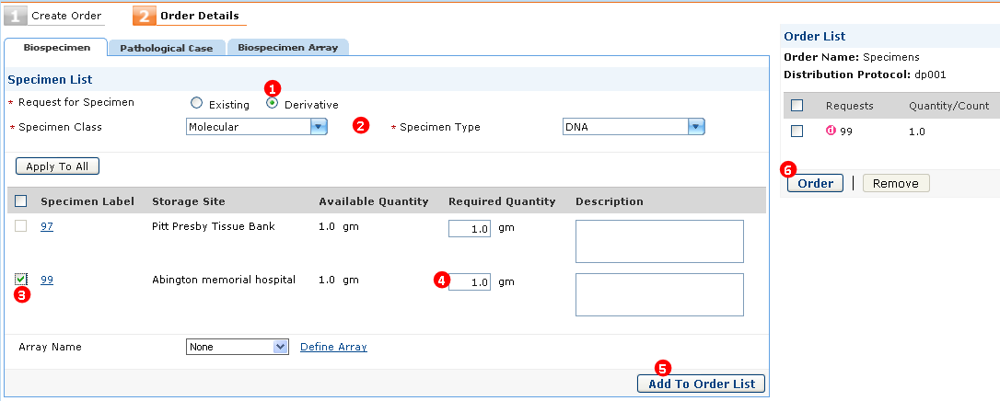 1 Create Order 2 Order Details
Biospecimen Pathological Case Biospecimen Array
Specimen List
1
* Request for Specimen Existing Derivative
* Specimen Class Molecular 2 * Specimen Type DNA
Apply To All
Specimen Label Storage Site Available Quantity Required Quantity Description
97 Pitt Presby Tissue Bank 1.0 gm 1.0 gm
99 Abington memorial hospital 1.0 gm 4 1.0 gm
3
Array Name None Define Array
5
Add To Order List
Order List
Order Name: Specimens
Distribution Protocol: dp001
Requests Quantity/Count
d 99 1.0
6
Order | Remove